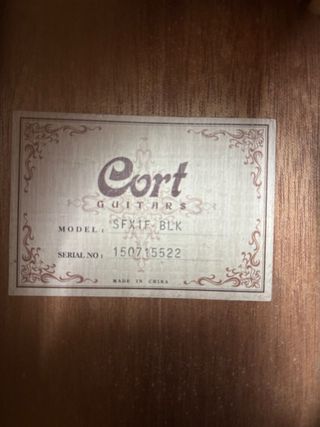 Cort
GUITARS
MODEL: SFX1F BLK
SERIAL NO: 150715522
MADE IN CHINA